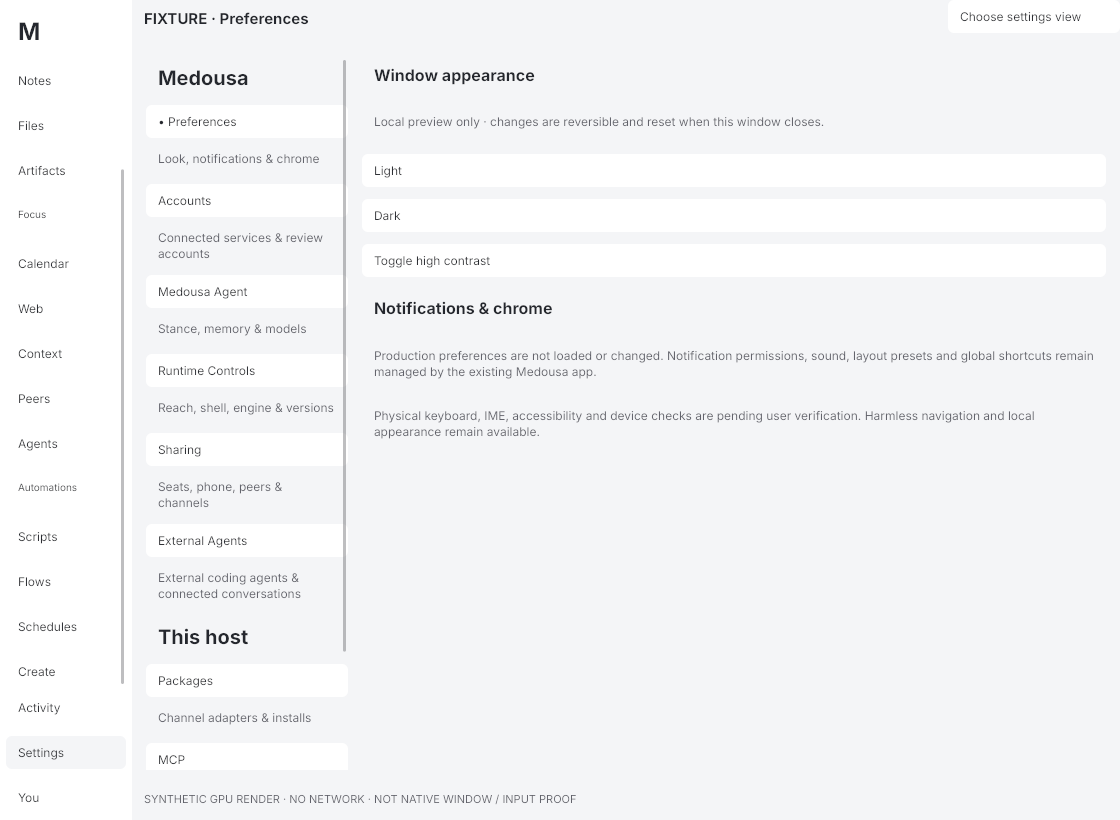 M
Notes
Files
Artifacts
Focus
Calendar
Web
Context
Peers
Agents
Automations
Scripts
Flows
Schedules
Create
Activity
Settings
You
FIXTURE · Preferences
Choose settings view
Medousa
• Preferences
Look, notifications & chrome
Accounts
Connected services & review
accounts
Medousa Agent
Stance, memory & models
Runtime Controls
Reach, shell, engine & versions
Sharing
Seats, phone, peers &
channels
External Agents
External coding agents &
connected conversations
This host
Packages
Channel adapters & installs
MCP
Window appearance
Local preview only · changes are reversible and reset when this window closes.
Light
Dark
Toggle high contrast
Notifications & chrome
Production preferences are not loaded or changed. Notification permissions, sound, layout presets and global shortcuts remain
managed by the existing Medousa app.
Physical keyboard, IME, accessibility and device checks are pending user verification. Harmless navigation and local
appearance remain available.
SYNTHETIC GPU RENDER · NO NETWORK · NOT NATIVE WINDOW / INPUT PROOF